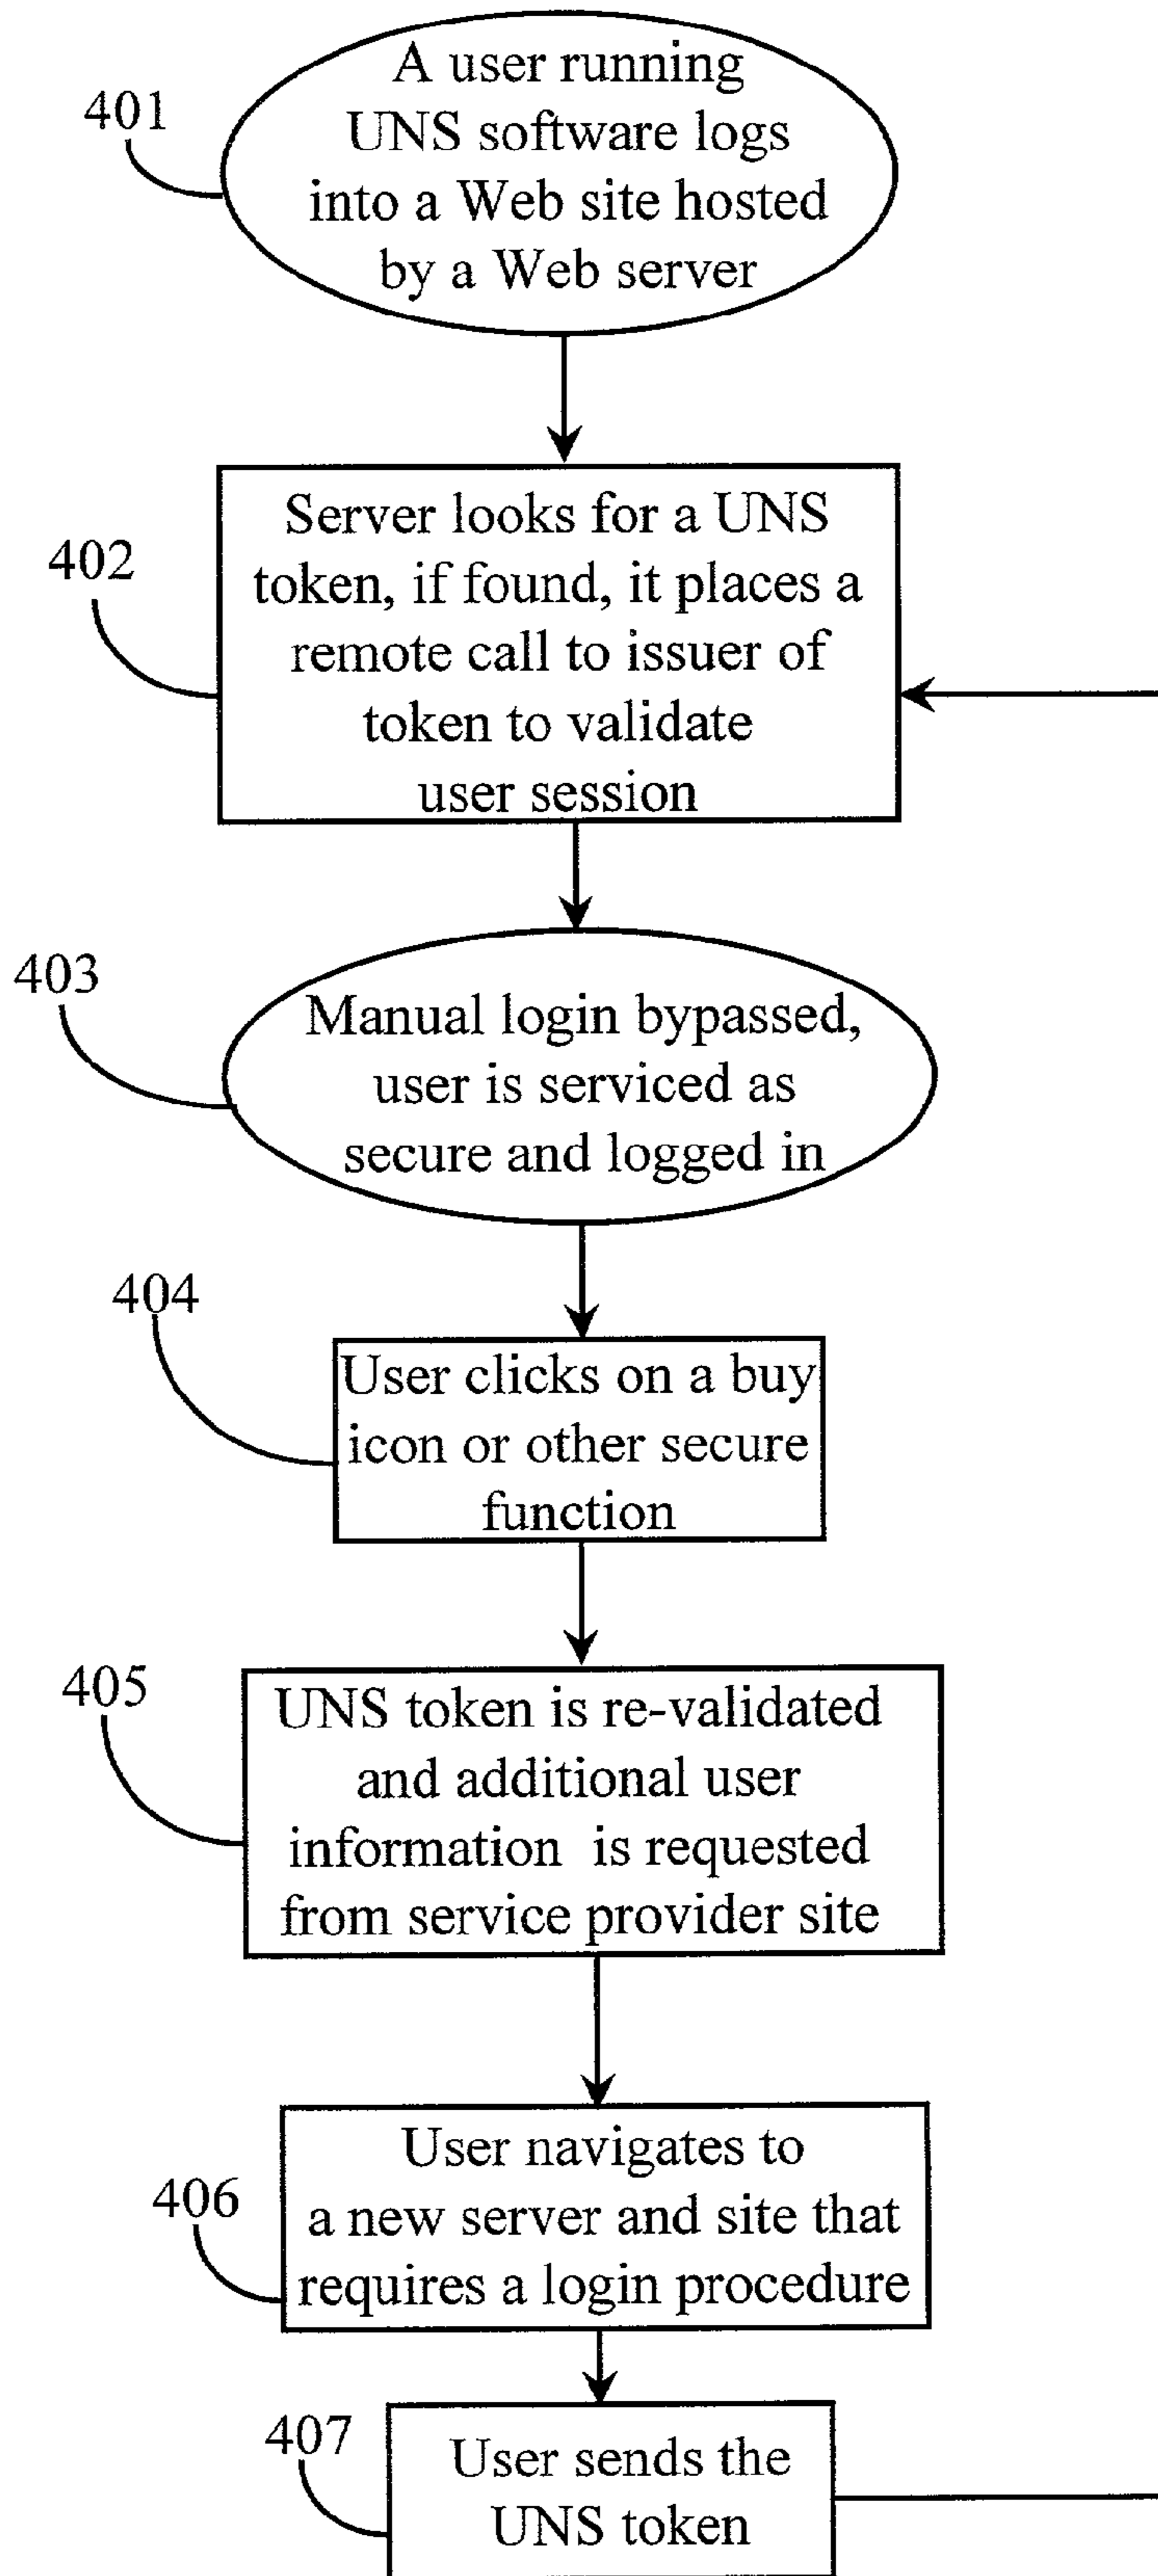 A user running
UNS software logs
into a Web site hosted
by a Web server
401
Server looks for a UNS
token, if found, it places a
remote call to issuer of
token to validate
user session
402
Manual login bypassed,
user is serviced as
secure and logged in
403
User clicks on a buy
icon or other secure
function
404
UNS token is re-validated
and additional user
information is requested
from service provider site
405
User navigates to
a new server and site that
requires a login procedure
406
User sends the
UNS token
407